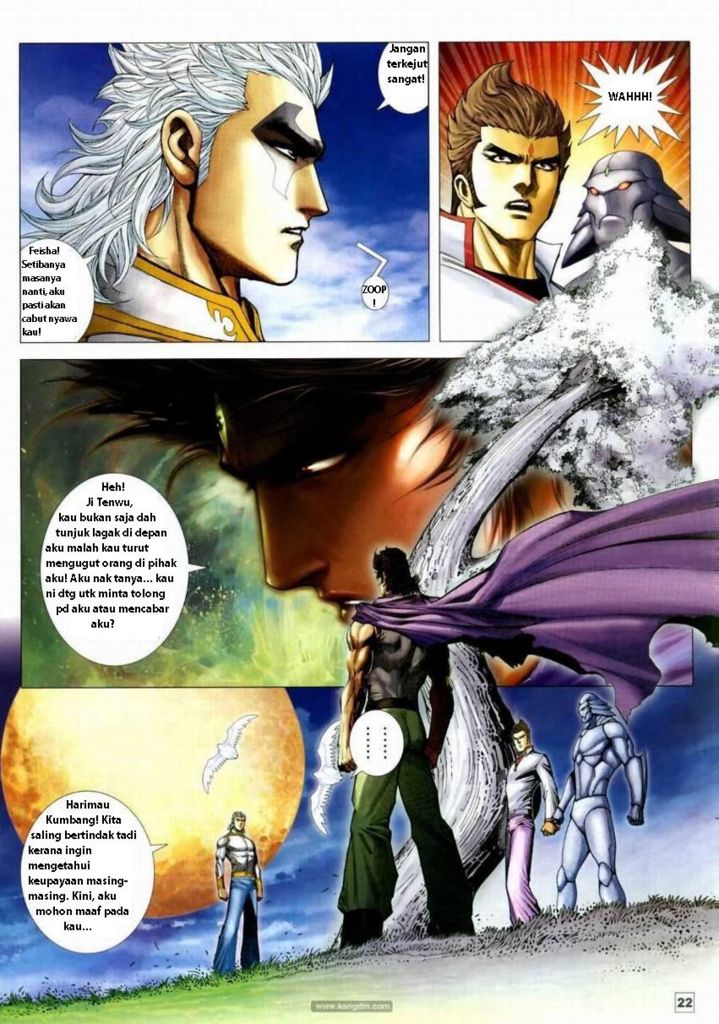 Jangan
terkejut
sangat!
Feisha!
Setibanya
masanya
nanti, aku
pasti akan
cabut nyawa
kau!
ZOOP
!
WAHHH!
Heh!
Ji Tenwu,
kau bukan saja dah
tunjuk lagak di depan
aku malah kau turut
mengugut orang di pihak
aku! Aku nak tanya... kau
ni dtg utk minta tolong
pd aku atau mencabar
aku?
Harimau
Kumbang! Kita
saling bertindak tadi
kerana ingin
mengetahui
keupayaan masing-
masing. Kini, aku
mohon maaf pada
kau...
www.kangdm.com
22